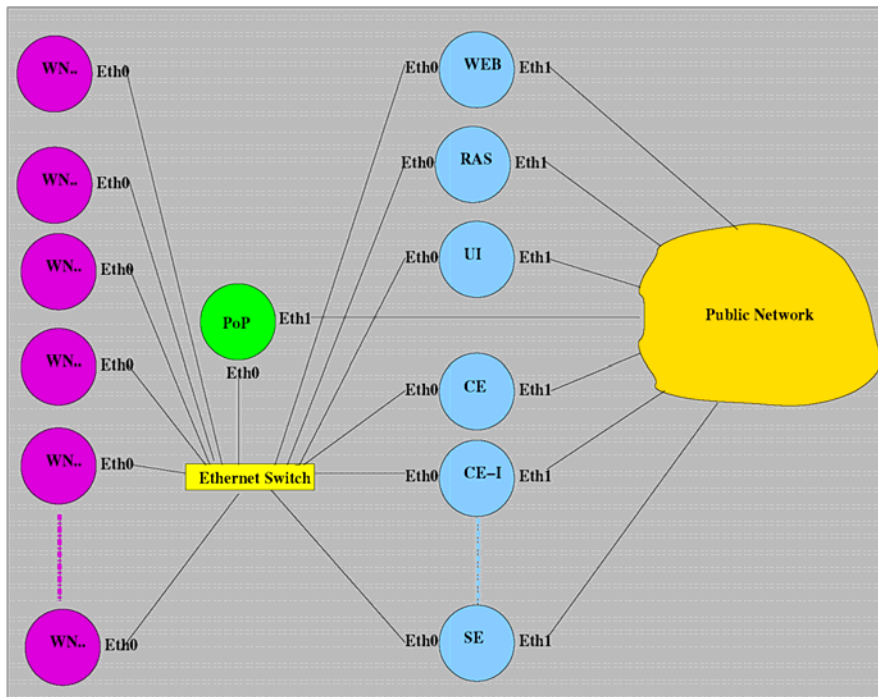 WN.. Eth0
Eth0 WEB Eth1
WN.. Eth0
Eth0 RAS Eth1
WN.. Eth0
Eth0 UI Eth1
PoP Eth1
Eth0
Public Network
WN.. Eth0
Eth0 CE Eth1
WN.. Eth0
Ethernet Switch
Eth0 CE–I Eth1
WN.. Eth0
Eth0 SE Eth1